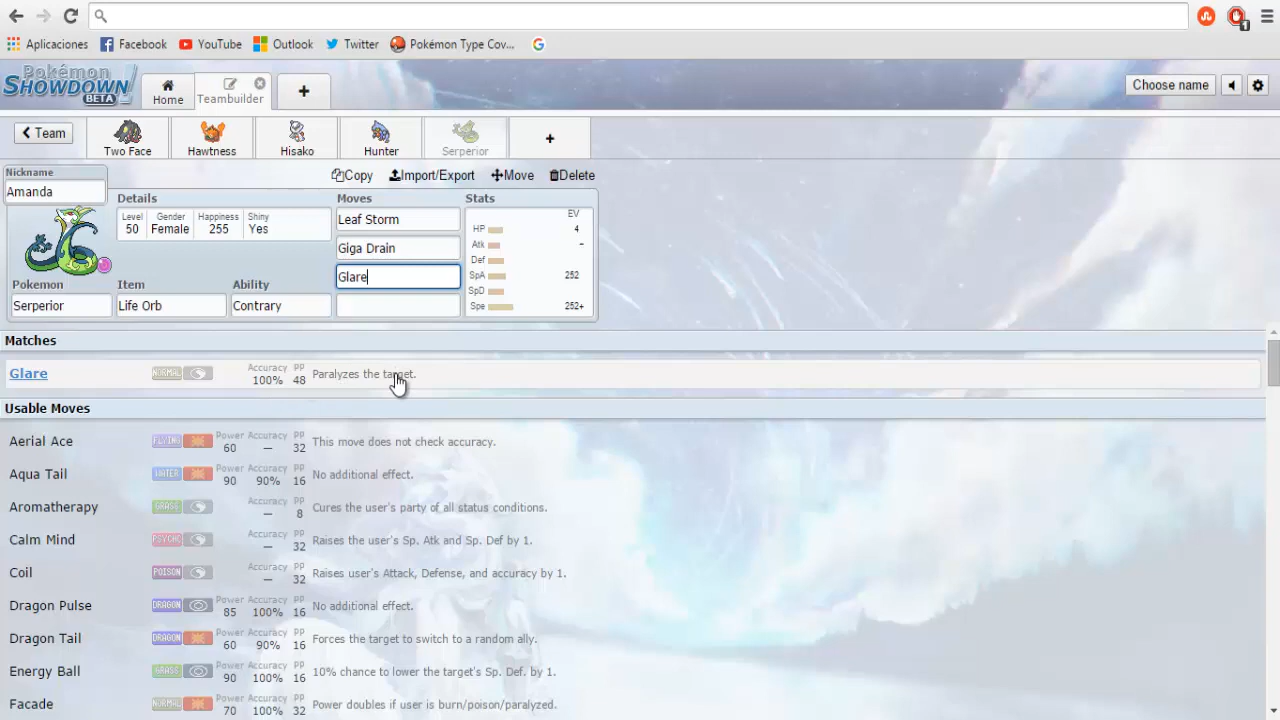 Aplicaciones Facebook YouTube Outlook Twitter Pokémon Type Cov...
Pokémon
SHOWDOWN
BETA
Home
Teambuilder
+
Choose name
Team
Two Face
Hawtness
Hisako
Hunter
Serperior
+
Nickname
Amanda
Copy Import/Export Move Delete
Details
Level
50
Gender
Female
Happiness
255
Shiny
Yes
Pokemon
Serperior
Item
Life Orb
Ability
Contrary
Moves
Leaf Storm
Giga Drain
Glare
Stats
EV
HP 4
Atk -
Def
SpA 252
SpD
Spe 252+
Matches
Glare NORMAL Accuracy 100% PP 48 Paralyzes the target.
Usable Moves
Aerial Ace FLYING Power 60 Accuracy — PP 32 This move does not check accuracy.
Aqua Tail WATER Power 90 Accuracy 90% PP 16 No additional effect.
Aromatherapy GRASS Accuracy — PP 8 Cures the user's party of all status conditions.
Calm Mind PSYCHC Accuracy — PP 32 Raises the user's Sp. Atk and Sp. Def by 1.
Coil POISON Accuracy — PP 32 Raises user's Attack, Defense, and accuracy by 1.
Dragon Pulse DRAGON Power 85 Accuracy 100% PP 16 No additional effect.
Dragon Tail DRAGON Power 60 Accuracy 90% PP 16 Forces the target to switch to a random ally.
Energy Ball GRASS Power 90 Accuracy 100% PP 16 10% chance to lower the target's Sp. Def. by 1.
Facade NORMAL Power 70 Accuracy 100% PP 32 Power doubles if user is burn/poison/paralyzed.